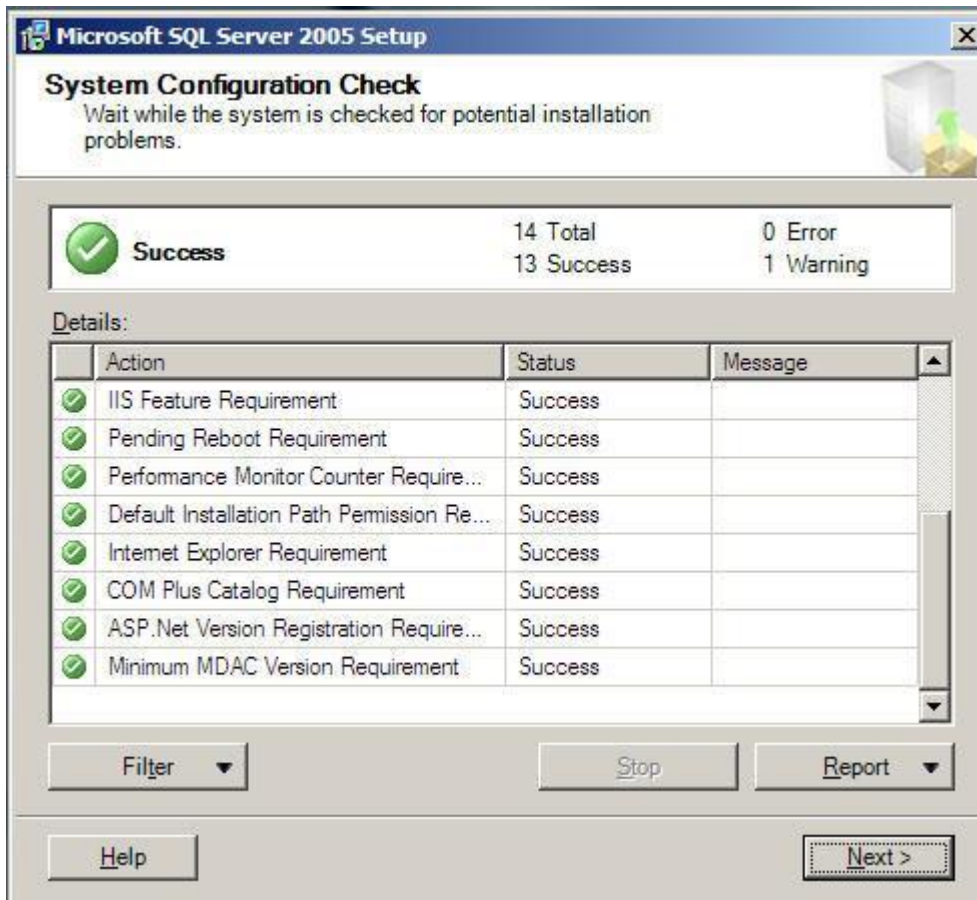 Microsoft SQL Server 2005 Setup
System Configuration Check
Wait while the system is checked for potential installation
problems.
Success
14 Total
0 Error
13 Success
1 Warning
Details:
Action Status Message
IIS Feature Requirement Success
Pending Reboot Requirement Success
Performance Monitor Counter Require... Success
Default Installation Path Permission Re... Success
Internet Explorer Requirement Success
COM Plus Catalog Requirement Success
ASP.Net Version Registration Require... Success
Minimum MDAC Version Requirement Success
Filter Stop Report
Help Next >